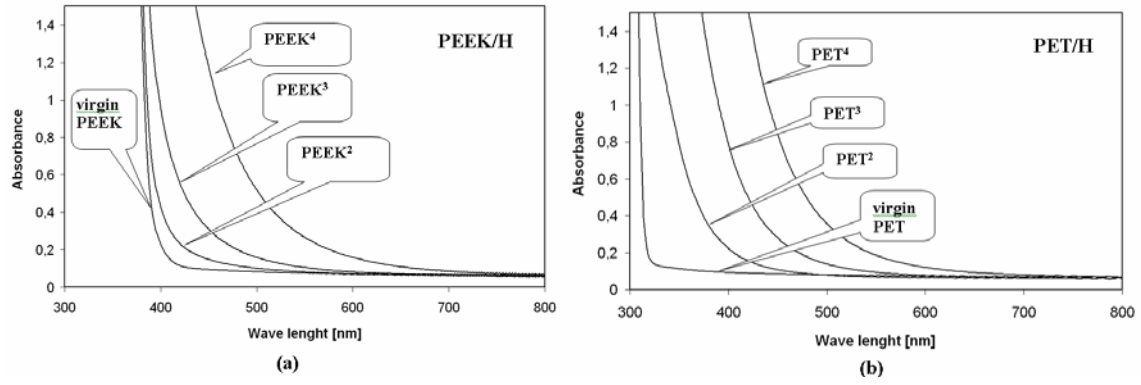 PEEK/H
1,4
1,2
1
0,8
0,6
0,4
0,2
0
Absorbance
PEEK⁴
PEEK³
PEEK²
virgin
PEEK
300 400 500 600 700 800
Wave lenght [nm]
(a)
PET/H
1,4
1,2
1
0,8
0,6
0,4
0,2
0
Absorbance
PET⁴
PET³
PET²
virgin
PET
300 400 500 600 700 800
Wave lenght [nm]
(b)